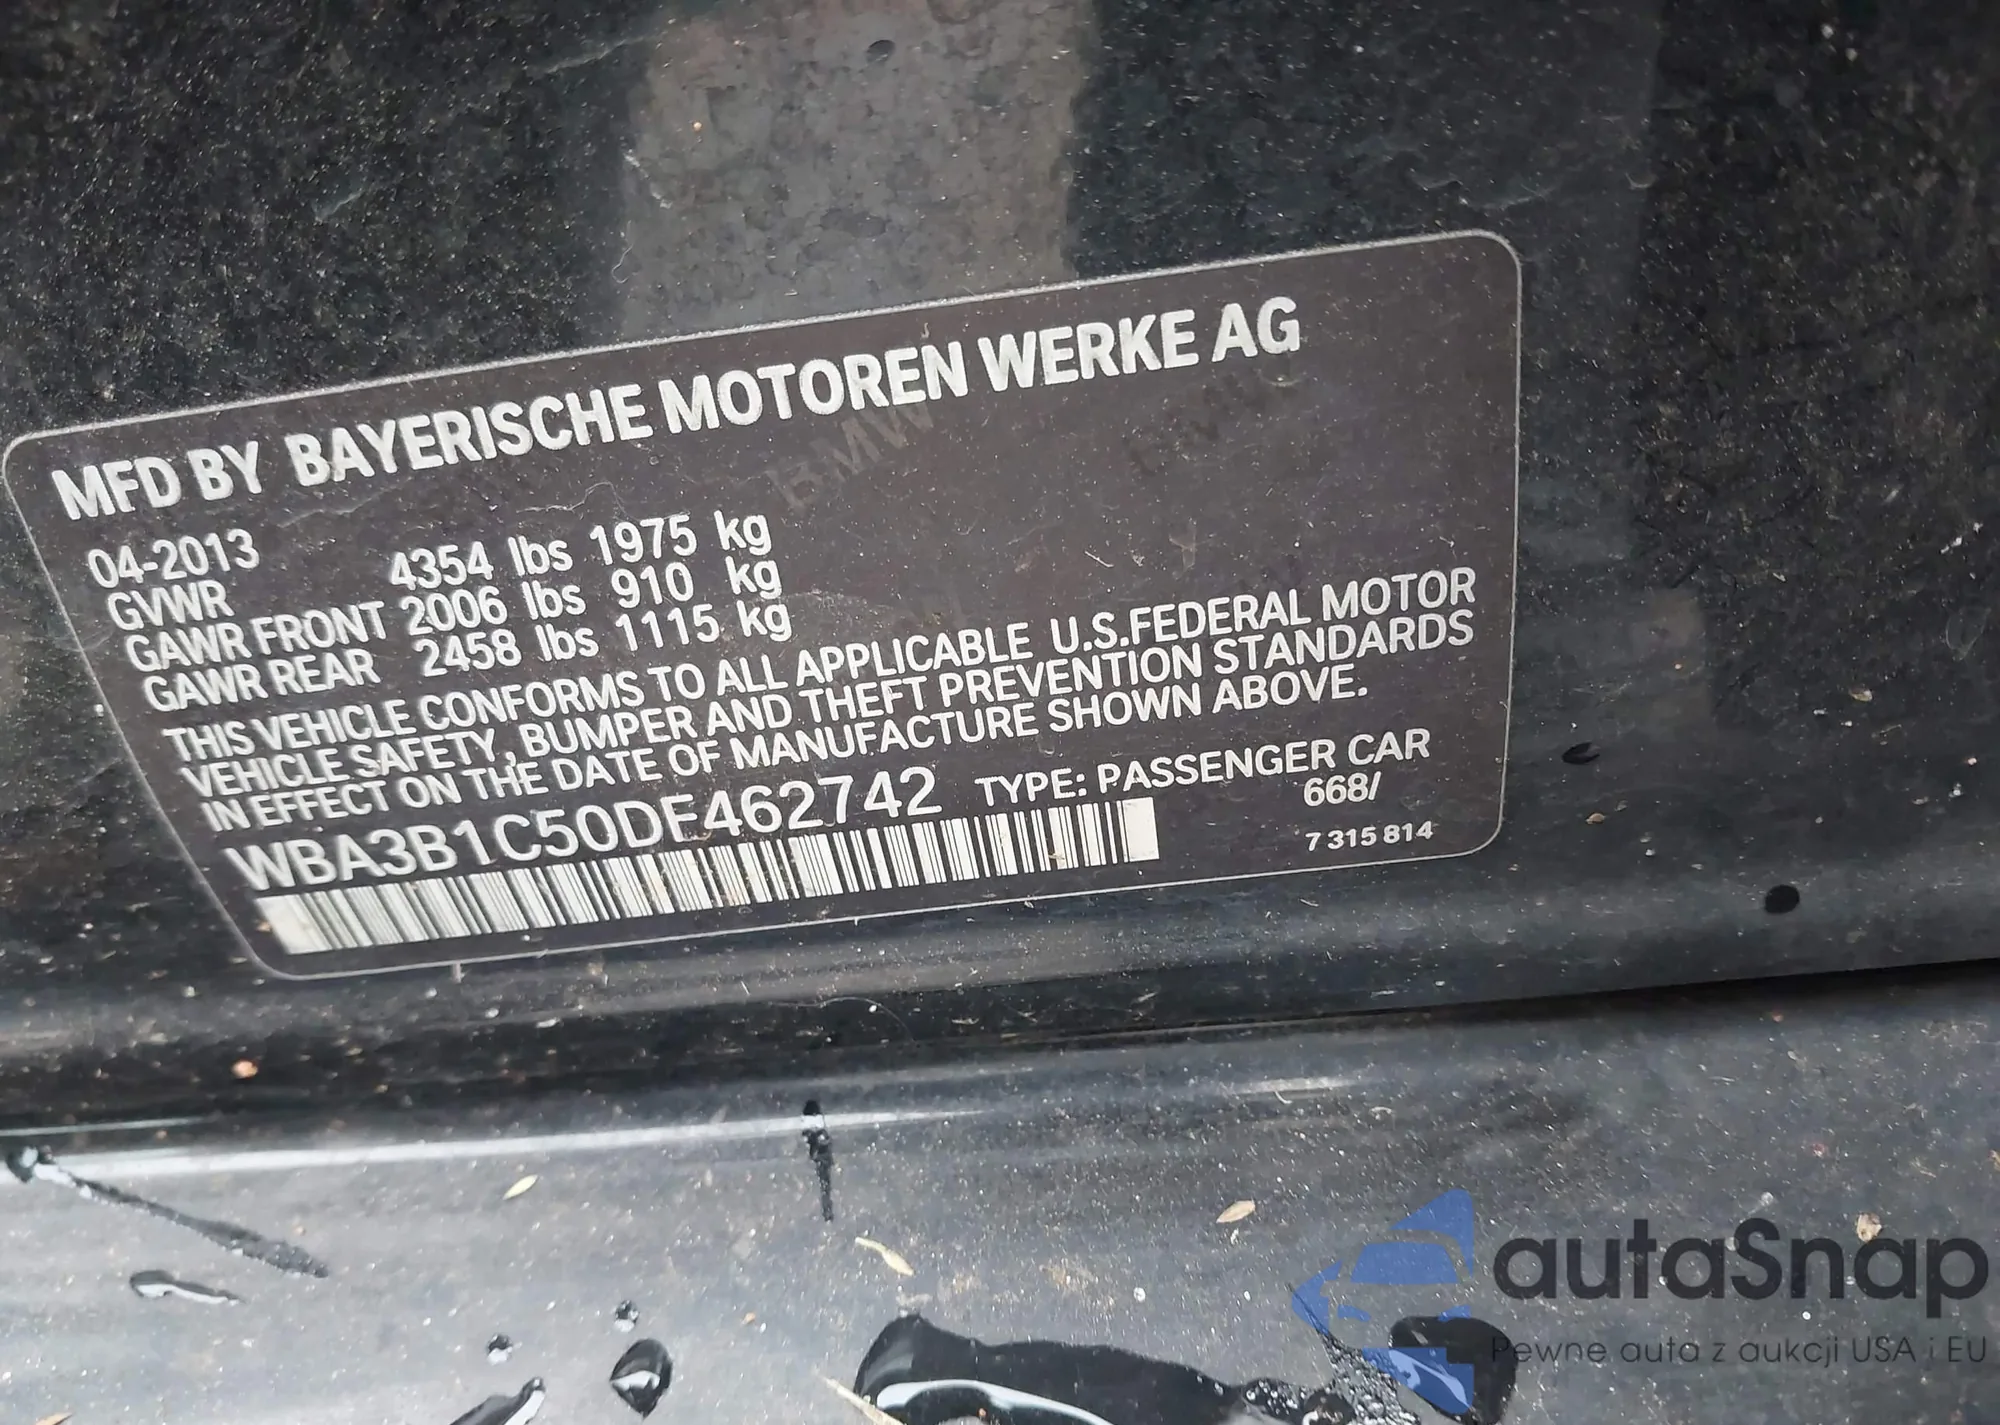 MFD BY BAYERISCHE MOTOREN WERKE AG
04-2013
GVWR 4354 lbs 1975 kg
GAWR FRONT 2006 lbs 910 kg
GAWR REAR 2458 lbs 1115 kg
THIS VEHICLE CONFORMS TO ALL APPLICABLE U.S.FEDERAL MOTOR
VEHICLE SAFETY, BUMPER AND THEFT PREVENTION STANDARDS
IN EFFECT ON THE DATE OF MANUFACTURE SHOWN ABOVE.
WBA3B1C50DF462742 TYPE: PASSENGER CAR
668/
7 315 814
autaSnap
Pewne auta z aukcji USA i EU